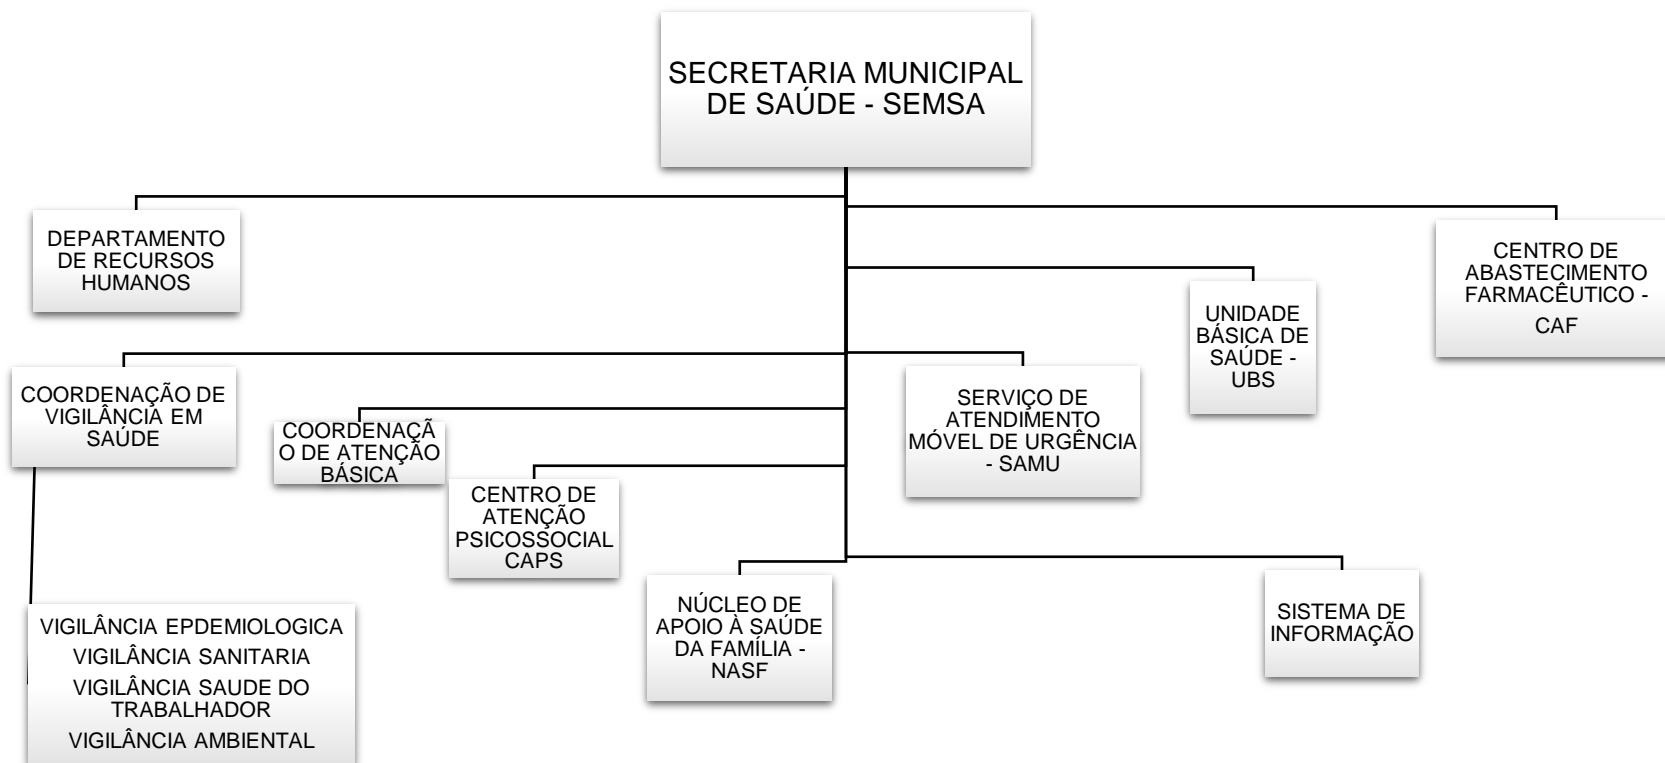 SECRETARIA MUNICIPAL
DE SAÚDE - SEMSA
DEPARTAMENTO
DE RECURSOS
HUMANOS
CENTRO DE
ABASTECIMENTO
FARMACÊUTICO -
CAF
UNIDADE
BÁSICA DE
SAÚDE -
UBS
COORDENAÇÃO DE
VIGILÂNCIA EM
SAÚDE
SERVIÇO DE
ATENDIMENTO
MÓVEL DE URGÊNCIA
- SAMU
COORDENAÇÃ
O DE ATENÇÃO
BÁSICA
CENTRO DE
ATENÇÃO
PSICOSSOCIAL
CAPS
NÚCLEO DE
APOIO À SAÚDE
DA FAMÍLIA -
NASF
SISTEMA DE
INFORMAÇÃO
VIGILÂNCIA EPDEMIOLOGICA
VIGILÂNCIA SANITARIA
VIGILÂNCIA SAUDE DO
TRABALHADOR
VIGILÂNCIA AMBIENTAL